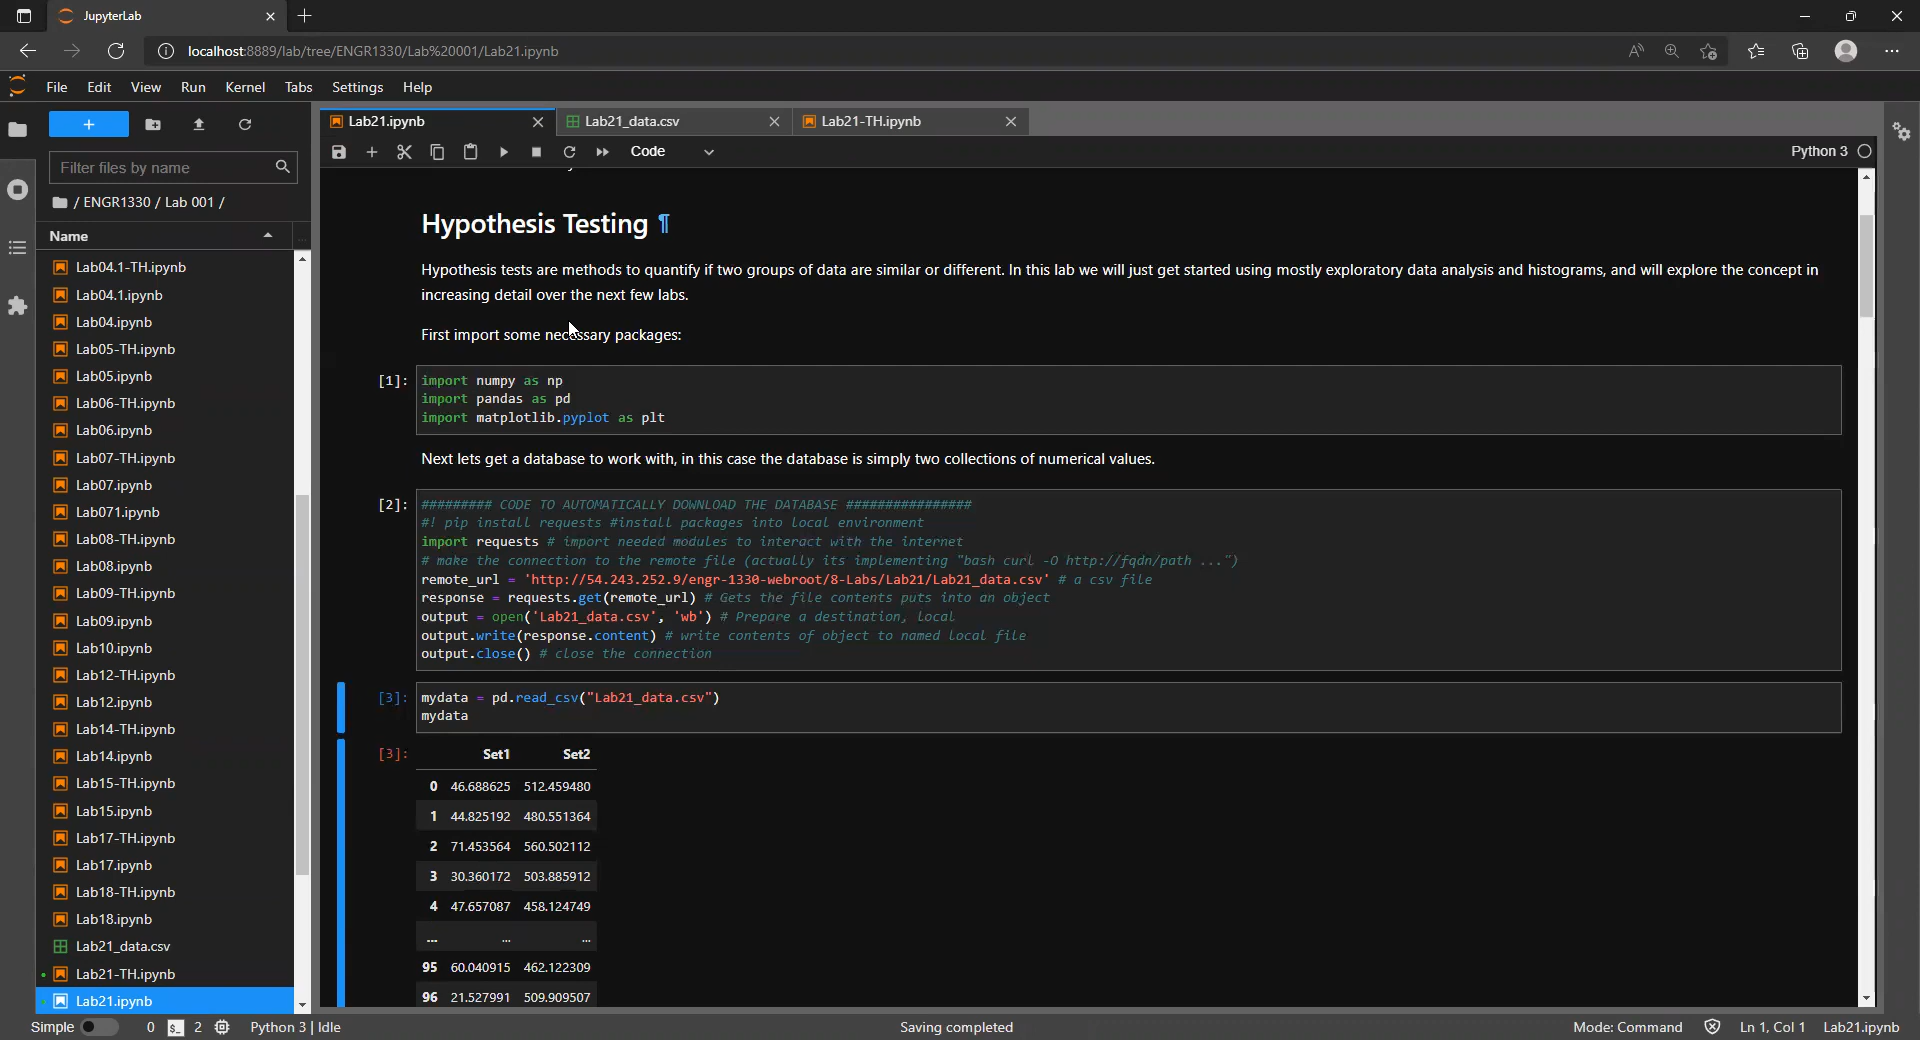 JupyterLab
localhost:8889/lab/tree/ENGR1330/Lab%20001/Lab21.ipynb
File Edit View Run Kernel Tabs Settings Help
+
Filter files by name
/ ENGR1330 / Lab 001 /
Name
Lab04.1-TH.ipynb
Lab04.1.ipynb
Lab04.ipynb
Lab05-TH.ipynb
Lab05.ipynb
Lab06-TH.ipynb
Lab06.ipynb
Lab07-TH.ipynb
Lab07.ipynb
Lab071.ipynb
Lab08-TH.ipynb
Lab08.ipynb
Lab09-TH.ipynb
Lab09.ipynb
Lab10.ipynb
Lab12-TH.ipynb
Lab12.ipynb
Lab14-TH.ipynb
Lab14.ipynb
Lab15-TH.ipynb
Lab15.ipynb
Lab17-TH.ipynb
Lab17.ipynb
Lab18-TH.ipynb
Lab18.ipynb
Lab21_data.csv
Lab21-TH.ipynb
Lab21.ipynb
Lab21.ipynb Lab21_data.csv Lab21-TH.ipynb
Code Python 3
Hypothesis Testing ¶
Hypothesis tests are methods to quantify if two groups of data are similar or different. In this lab we will just get started using mostly exploratory data analysis and histograms, and will explore the concept in
increasing detail over the next few labs.
First import some necessary packages:
[1]: import numpy as np
import pandas as pd
import matplotlib.pyplot as plt
Next lets get a database to work with, in this case the database is simply two collections of numerical values.
[2]: ######### CODE TO AUTOMATICALLY DOWNLOAD THE DATABASE ################
#! pip install requests #install packages into local environment
import requests # import needed modules to interact with the internet
# make the connection to the remote file (actually its implementing "bash curl -O http://fqdn/path ...")
remote_url = 'http://54.243.252.9/engr-1330-webroot/8-Labs/Lab21/Lab21_data.csv' # a csv file
response = requests.get(remote_url) # Gets the file contents puts into an object
output = open('Lab21_data.csv', 'wb') # Prepare a destination, local
output.write(response.content) # write contents of object to named local file
output.close() # close the connection
[3]: mydata = pd.read_csv("Lab21_data.csv")
mydata
[3]: Set1 Set2
0 46.688625 512.459480
1 44.825192 480.551364
2 71.453564 560.502112
3 30.360172 503.885912
4 47.657087 458.124749
... ... ...
95 60.040915 462.122309
96 21.527991 509.909507
Simple 0 2 Python 3 | Idle Saving completed Mode: Command Ln 1, Col 1 Lab21.ipynb